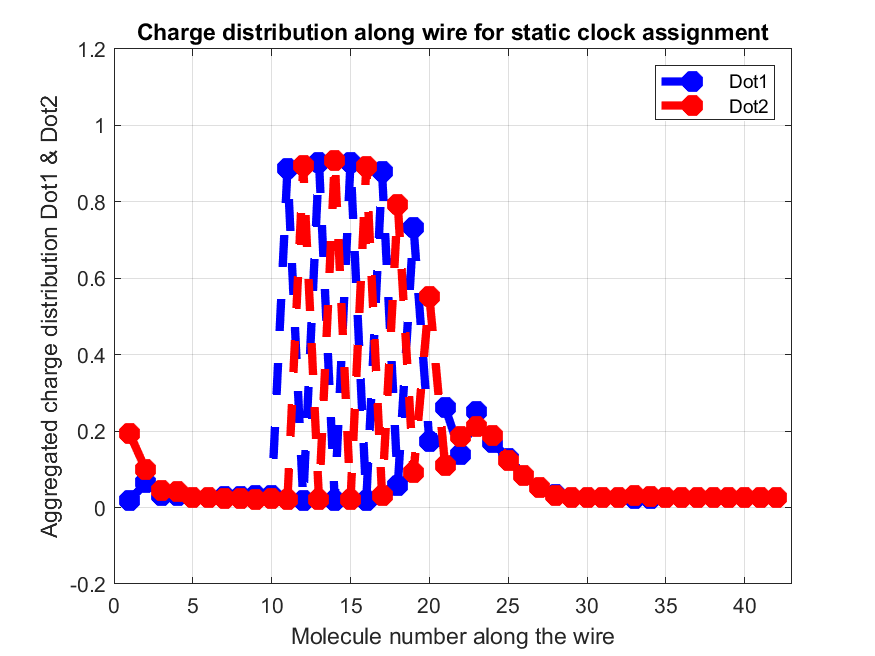 Charge distribution along wire for static clock assignment
1.2
1
0.8
0.6
0.4
0.2
0
-0.2
Aggregated charge distribution Dot1 & Dot2
Dot1
Dot2
0 5 10 15 20 25 30 35 40
Molecule number along the wire